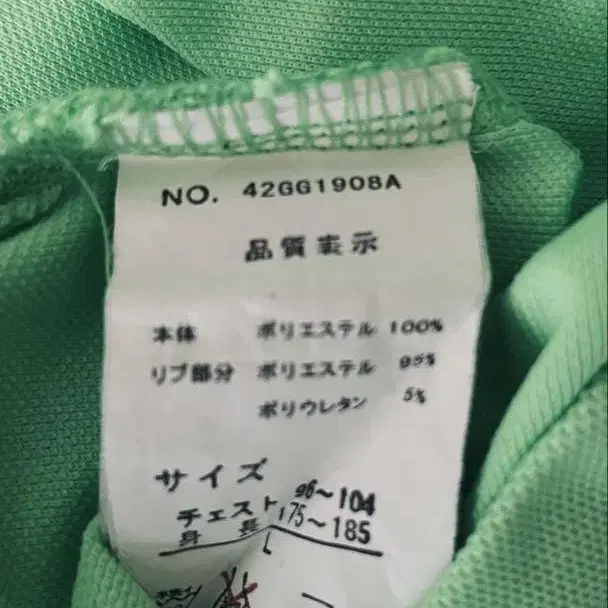 NO. 42GG1908A
品質表示
本体 ポリエステル 100%
リブ部分 ポリエステル 95%
ポリウレタン 5%
サイズ
チェスト 96～104
身長 175～185
L